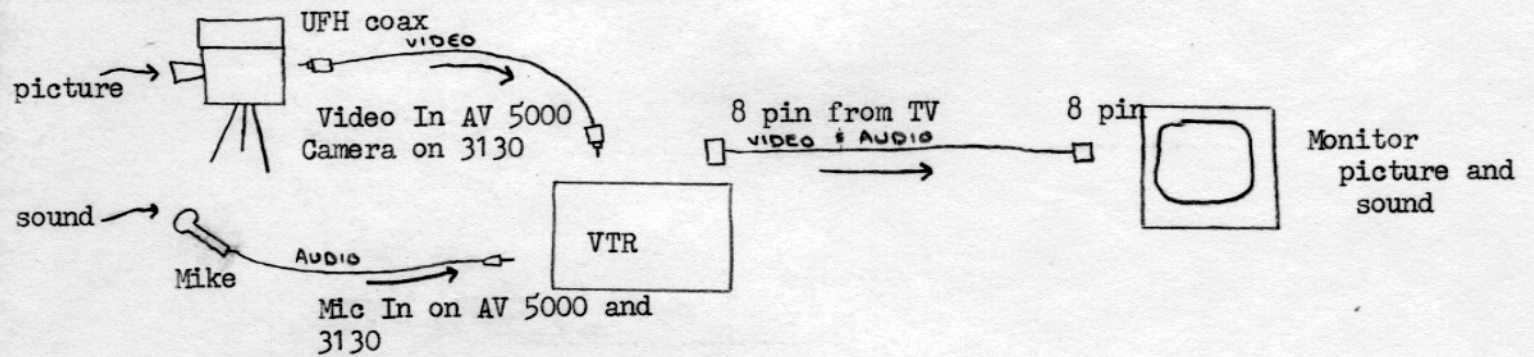 UFH coax
VIDEO
picture
Video In AV 5000
Camera on 3130
8 pin from TV
VIDEO & AUDIO
8 pin
Monitor
picture and
sound
sound
Mike
AUDIO
VTR
Mic In on AV 5000 and
3130